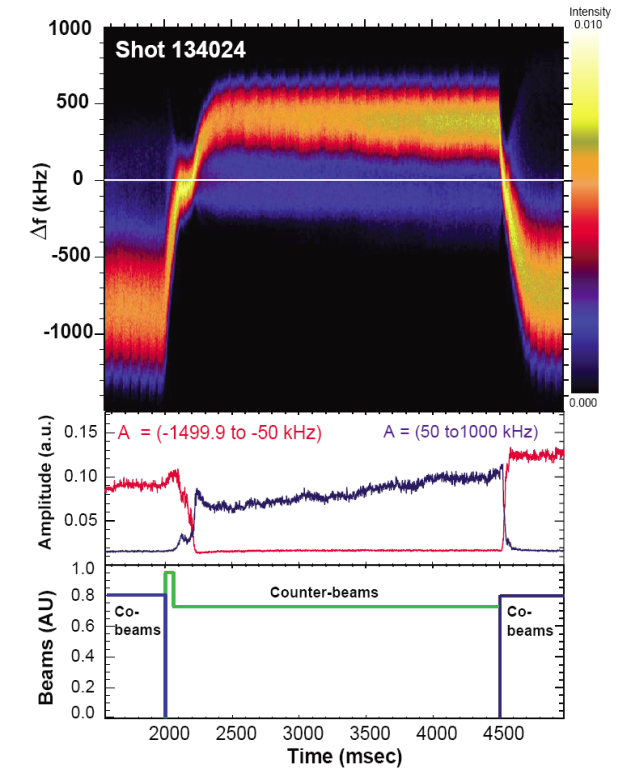 Intensity
0.010
1000
Shot 134024
500
Δf (kHz)
0
-500
-1000
0.000
Amplitude (a.u.)
0.15
A = (-1499.9 to -50 kHz)
A = (50 to1000 kHz)
0.10
0.05
Beams (AU)
1.0
Counter-beams
0.8
Co-
beams
Co-
beams
0.6
0.4
0.2
0.0
2000 2500 3000 3500 4000 4500
Time (msec)